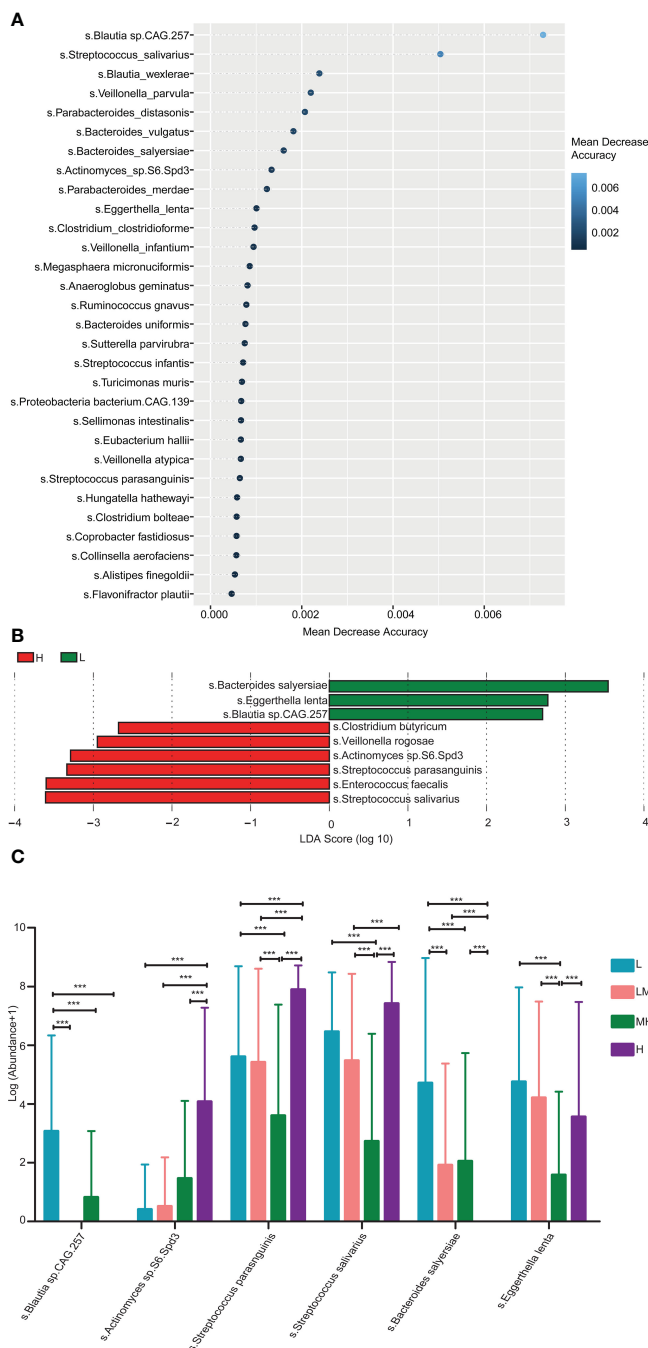 A
s.Blautia sp.CAG.257
s.Streptococcus_salivarius
s.Blautia_wexlerae
s.Veillonella_parvula
s.Parabacteroides_distasonis
s.Bacteroides_vulgatus
s.Bacteroides_salyersiae
s.Actinomyces_sp.S6.Spd3
s.Parabacteroides_merdae
s.Eggerthella_lenta
s.Clostridium_clostridioforme
s.Veillonella_infantium
s.Megasphaera micronuciformis
s.Anaeroglobus geminatus
s.Ruminococcus gnavus
s.Bacteroides uniformis
s.Sutterella parvirubra
s.Streptococcus infantis
s.Turicimonas muris
s.Proteobacteria bacterium.CAG.139
s.Sellimonas intestinalis
s.Eubacterium hallii
s.Veillonella atypica
s.Streptococcus parasanguinis
s.Hungatella hathewayi
s.Clostridium bolteae
s.Coprobacter fastidiosus
s.Collinsella aerofaciens
s.Alistipes finegoldii
s.Flavonifractor plautii
0.000 0.002 0.004 0.006
Mean Decrease Accuracy
Mean Decrease
Accuracy
0.006
0.004
0.002
B
H L
s.Bacteroides salyersiae
s.Eggerthella lenta
s.Blautia sp.CAG.257
s.Clostridium butyricum
s.Veillonella rogosae
s.Actinomyces sp.S6.Spd3
s.Streptococcus parasanguinis
s.Enterococcus faecalis
s.Streptococcus salivarius
−4 −3 −2 −1 0 1 2 3 4
LDA Score (log 10)
C
Log (Abundance+1)
10
8
6
4
2
0
*** *** ***
*** *** ***
*** *** *** ***
*** *** *** *** *** ***
*** *** *** *** *** ***
*** ***
L
LM
MH
H
s.Blautia sp.CAG.257
s.Actinomyces sp.S6.Spd3
s.Streptococcus parasnguinis
s.Streptococcus salivarius
s.Bacteroides salyersiae
s.Eggerthella lenta